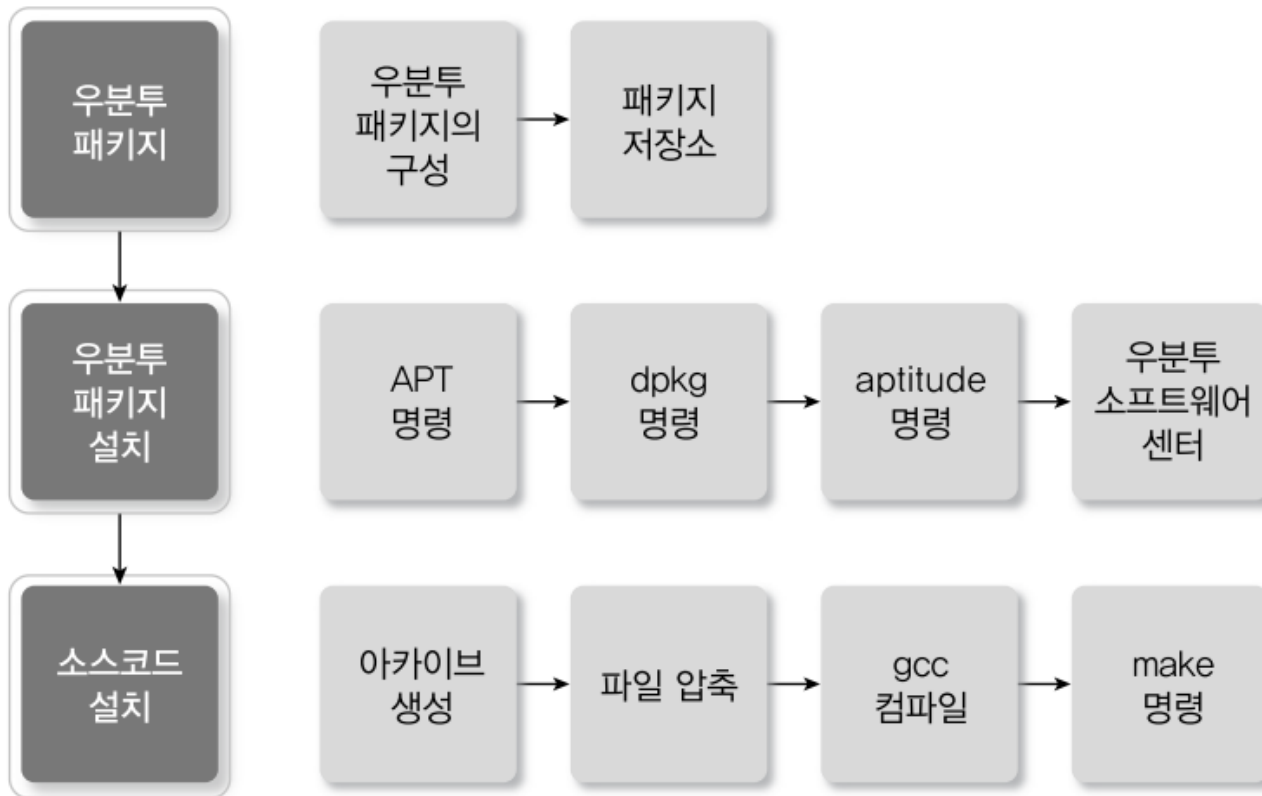 우분투
패키지
우분투
패키지의
구성
패키지
저장소
우분투
패키지
설치
APT
명령
dpkg
명령
aptitude
명령
우분투
소프트웨어
센터
소스코드
설치
아카이브
생성
파일 압축
gcc
컴파일
make
명령